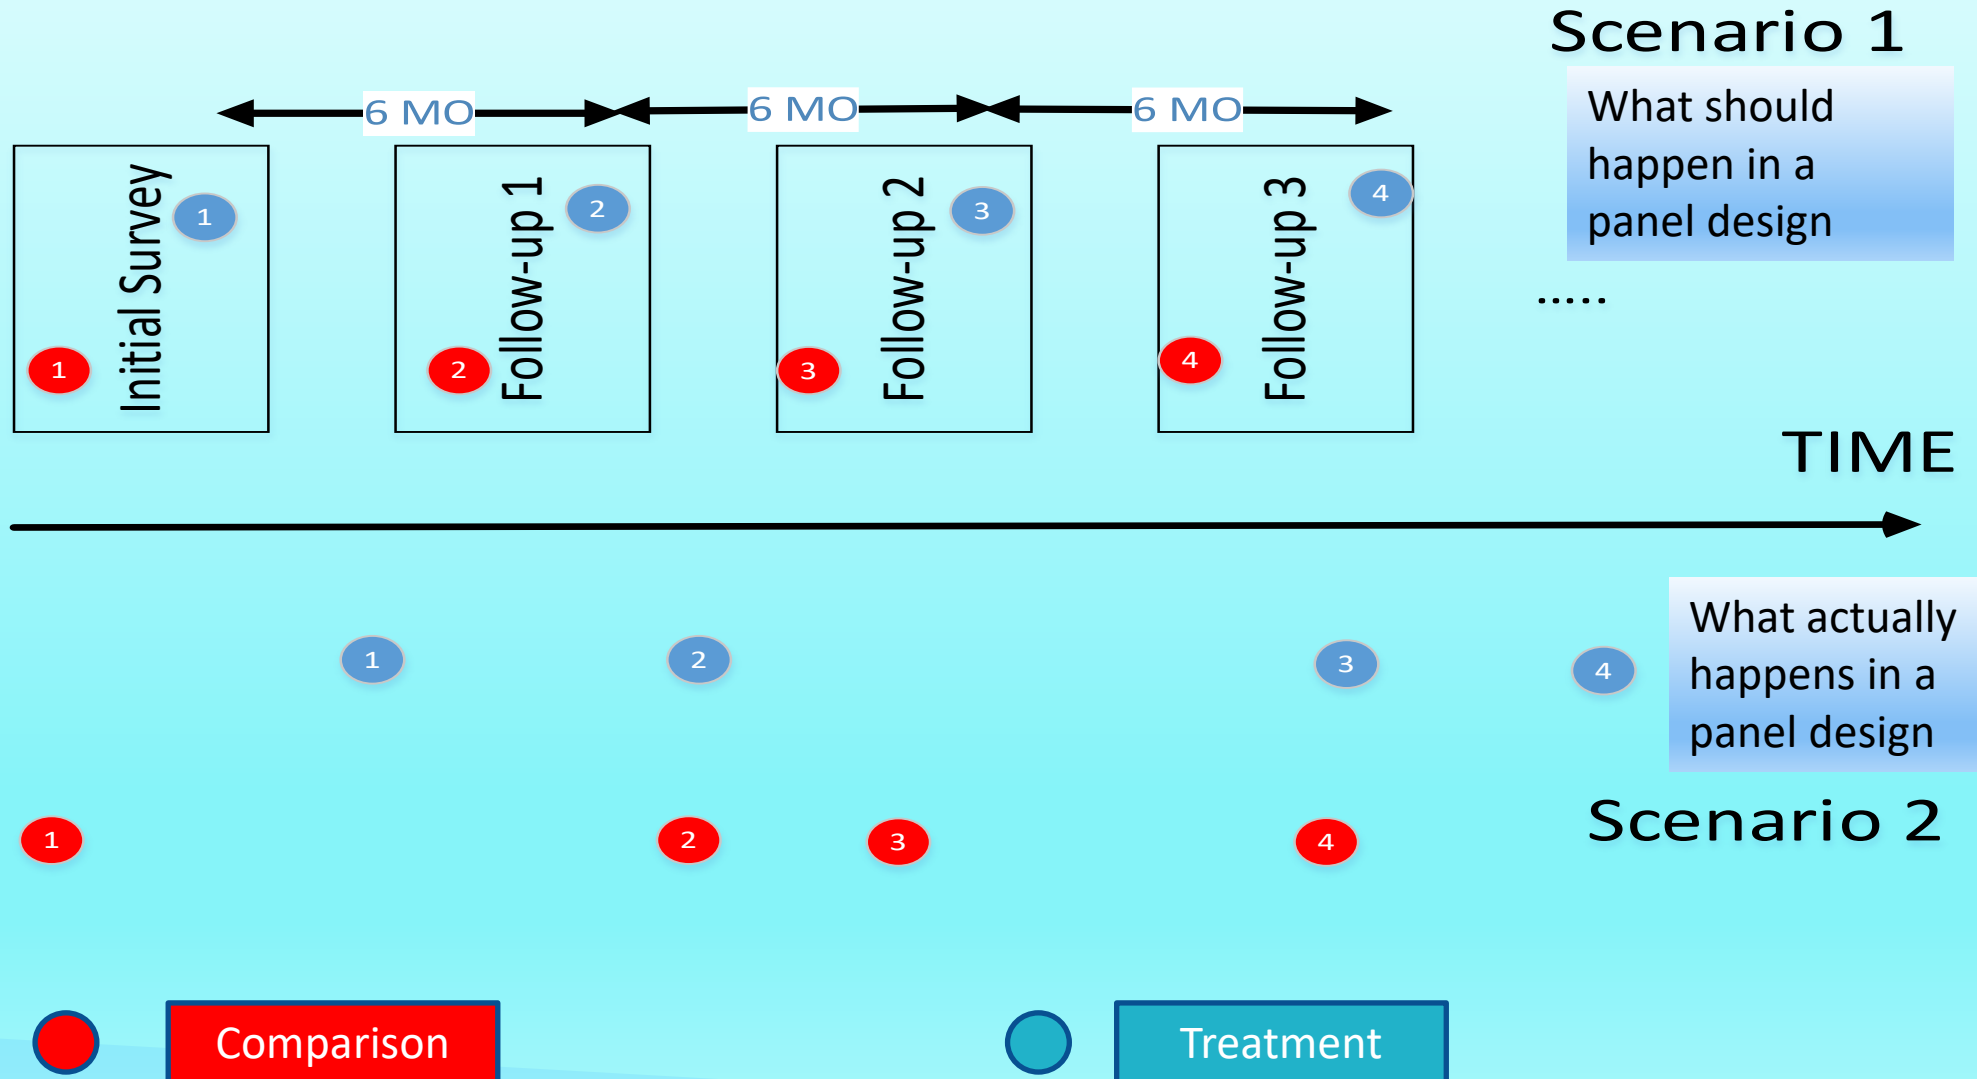 Scenario 1
What should
happen in a
panel design
6 MO
6 MO
6 MO
Initial Survey
Follow-up 1
Follow-up 2
Follow-up 3
1
2
3
4
1
2
3
4
.....
TIME
What actually
happens in a
panel design
1
2
3
4
Scenario 2
1
2
3
4
Comparison
Treatment